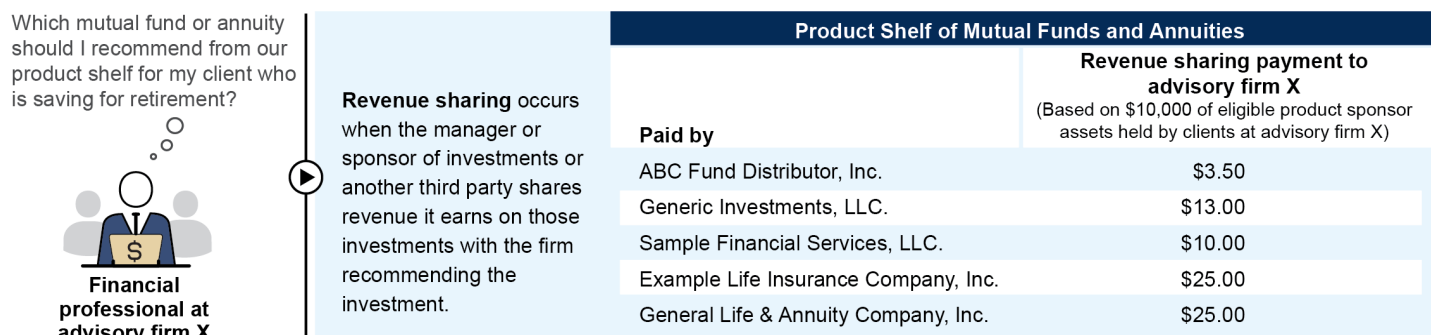 Which mutual fund or annuity
should I recommend from our
product shelf for my client who
is saving for retirement?
$
Financial
professional at
advisory firm X
Revenue sharing occurs
when the manager or
sponsor of investments or
another third party shares
revenue it earns on those
investments with the firm
recommending the
investment.
Product Shelf of Mutual Funds and Annuities
Revenue sharing payment to
advisory firm X
(Based on $10,000 of eligible product sponsor
assets held by clients at advisory firm X)
Paid by
ABC Fund Distributor, Inc. $3.50
Generic Investments, LLC. $13.00
Sample Financial Services, LLC. $10.00
Example Life Insurance Company, Inc. $25.00
General Life & Annuity Company, Inc. $25.00